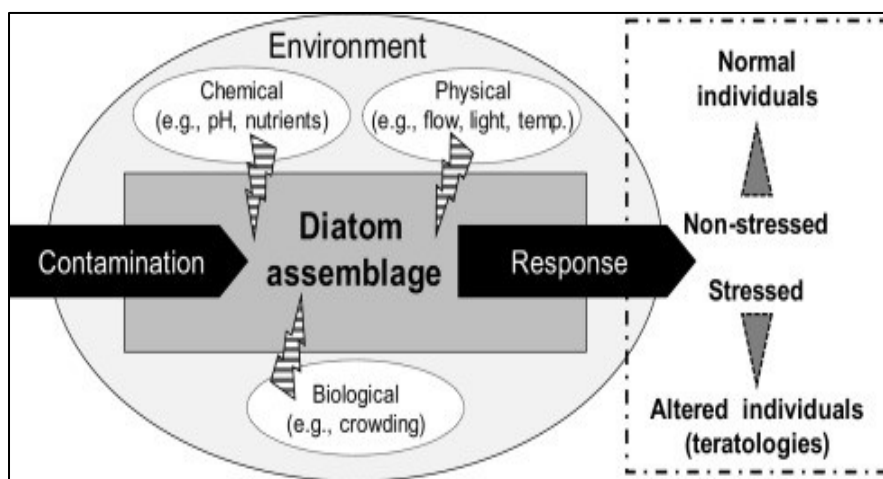 Environment
Chemical
(e.g., pH, nutrients)
Physical
(e.g., flow, light, temp.)
Contamination
Diatom
assemblage
Response
Biological
(e.g., crowding)
Normal
individuals
Non-stressed
Stressed
Altered individuals
(teratologies)